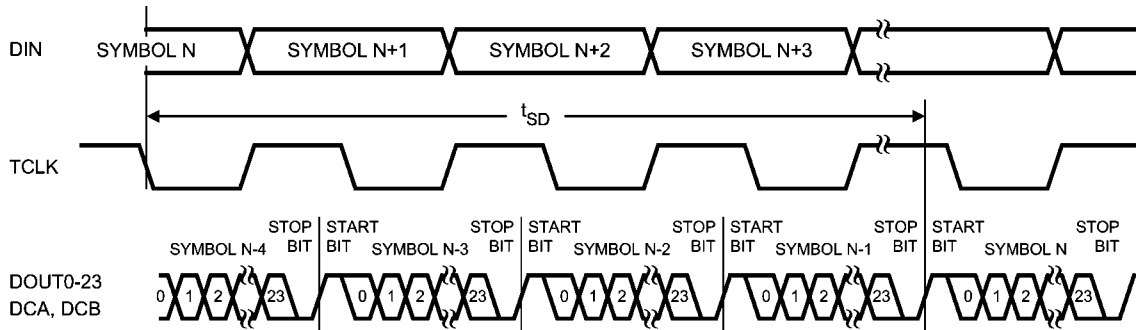 DIN SYMBOL N SYMBOL N+1 SYMBOL N+2 SYMBOL N+3
tSD
TCLK
STOP BIT START BIT STOP BIT START BIT STOP BIT START BIT STOP BIT START BIT STOP BIT
SYMBOL N-4 SYMBOL N-3 SYMBOL N-2 SYMBOL N-1 SYMBOL N
DOUT0-23
0 1 2 23 0 1 2 23 0 1 2 23 0 1 2 23 0 1 2 23
DCA, DCB